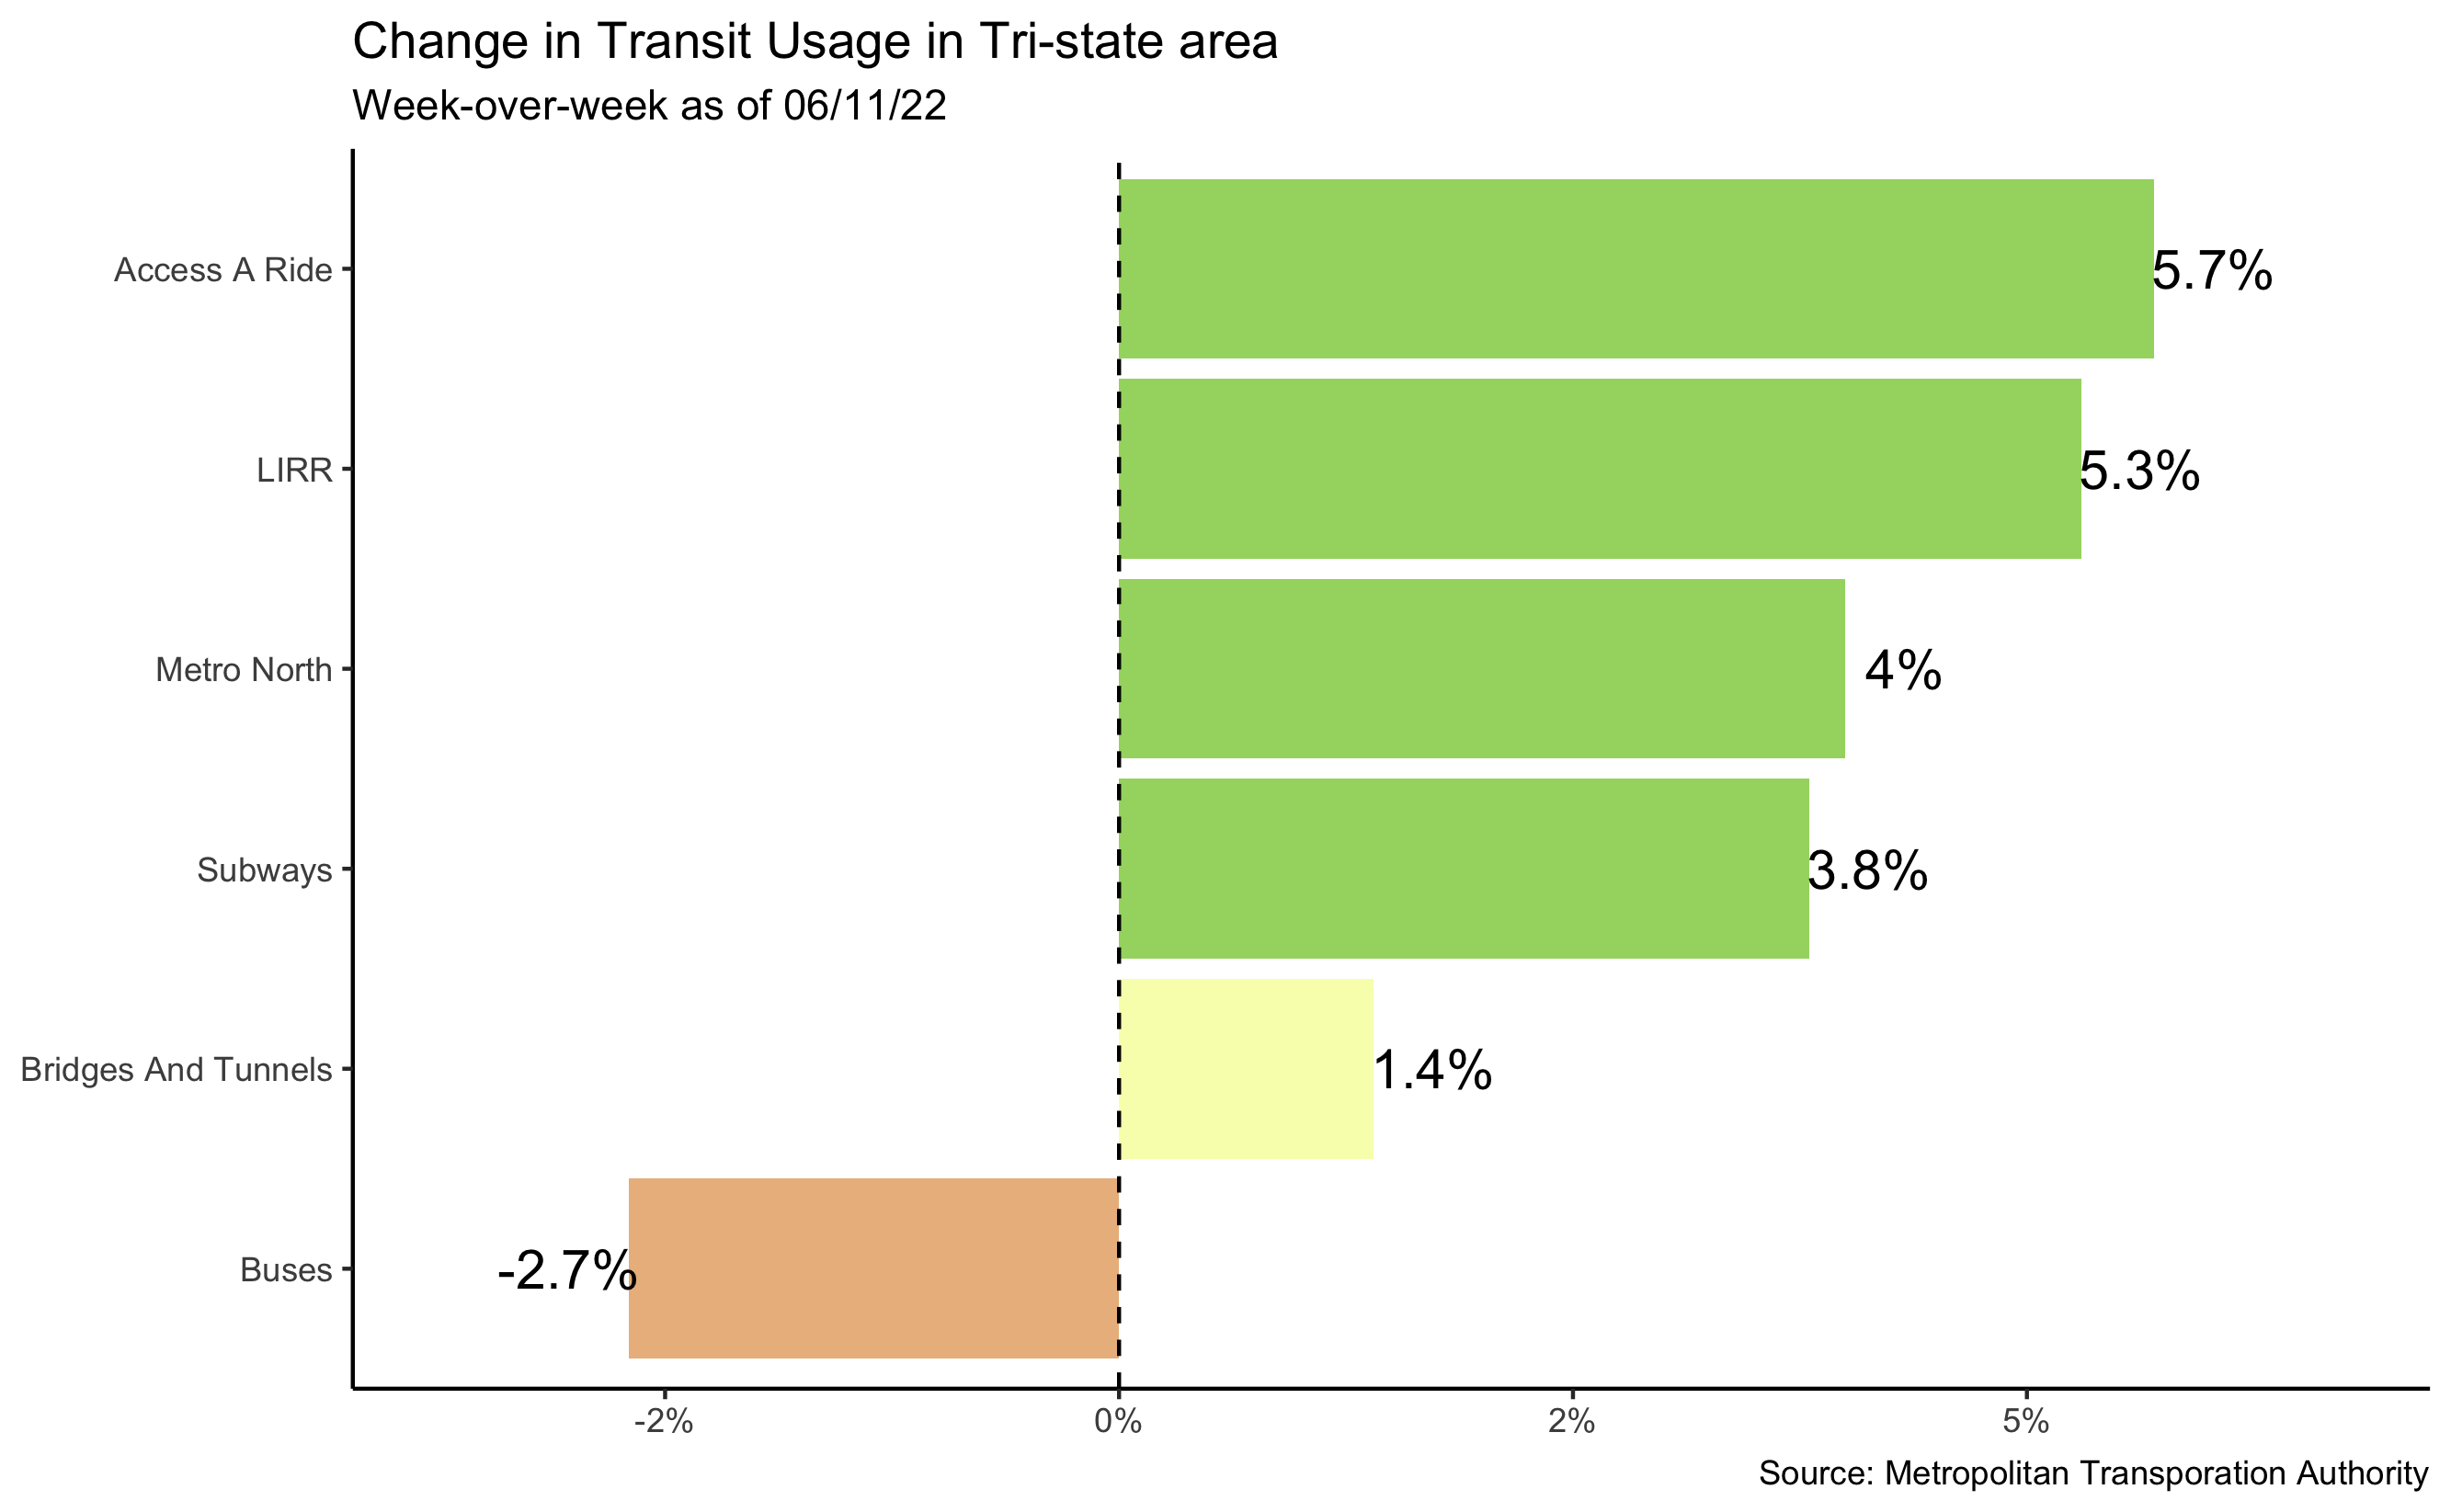 Change in Transit Usage in Tri-state area
Week-over-week as of 06/11/22
Access A Ride
5.7%
LIRR
5.3%
Metro North
4%
Subways
3.8%
Bridges And Tunnels
1.4%
Buses
-2.7%
-2%
0%
2%
5%
Source: Metropolitan Transporation Authority